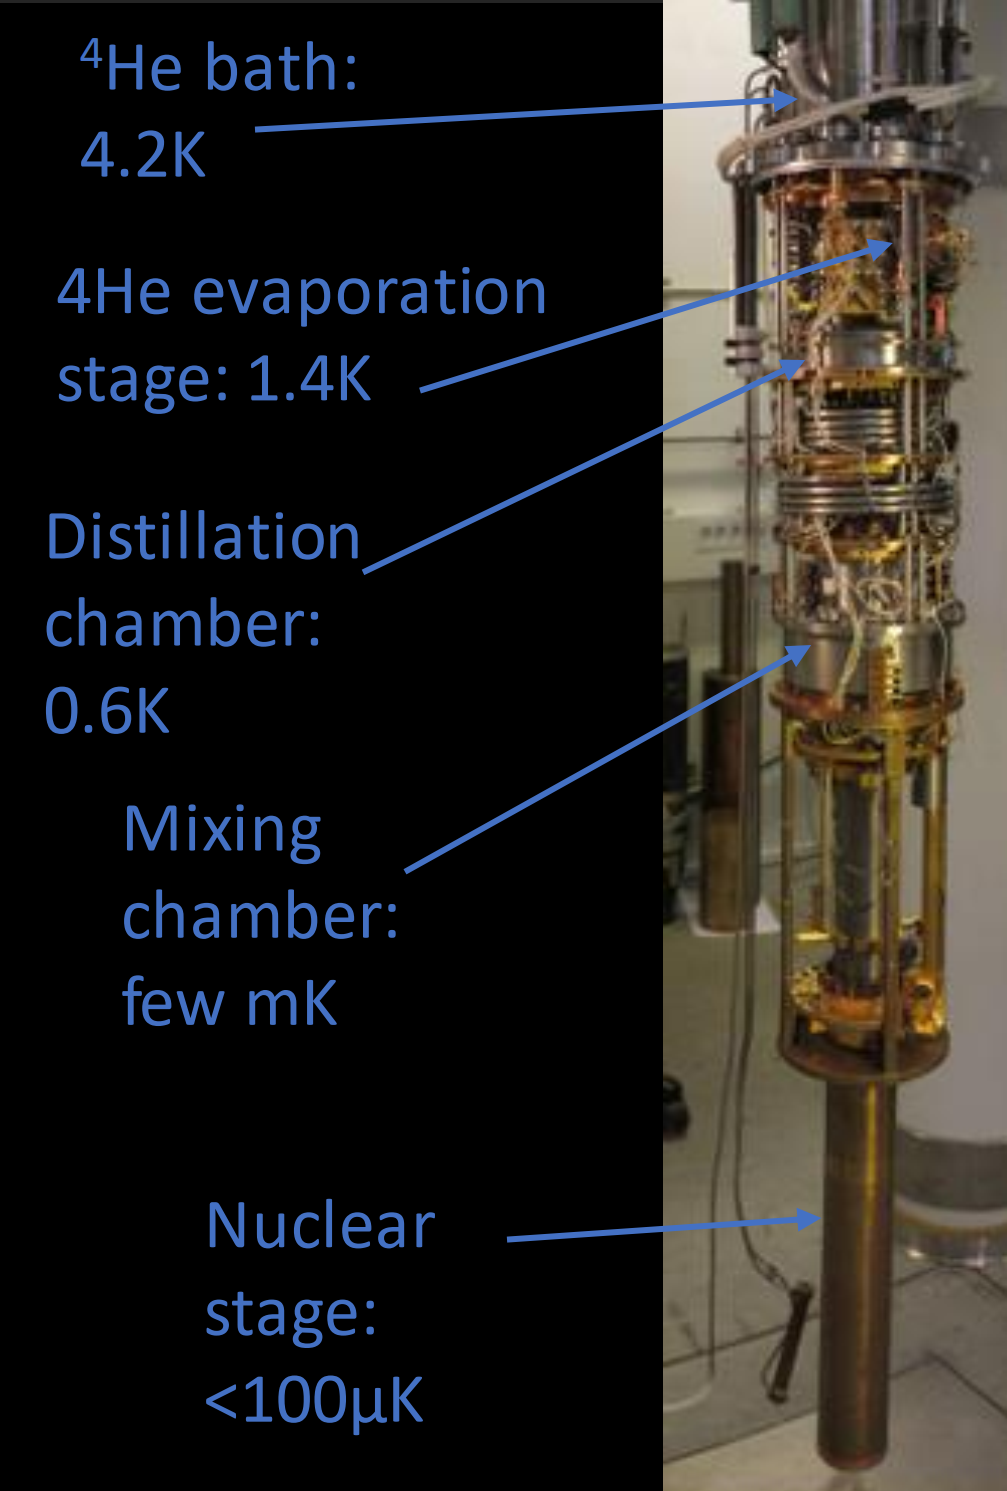 ⁴He bath:
4.2K
4He evaporation
stage: 1.4K
Distillation
chamber:
0.6K
Mixing
chamber:
few mK
Nuclear
stage:
<100µK